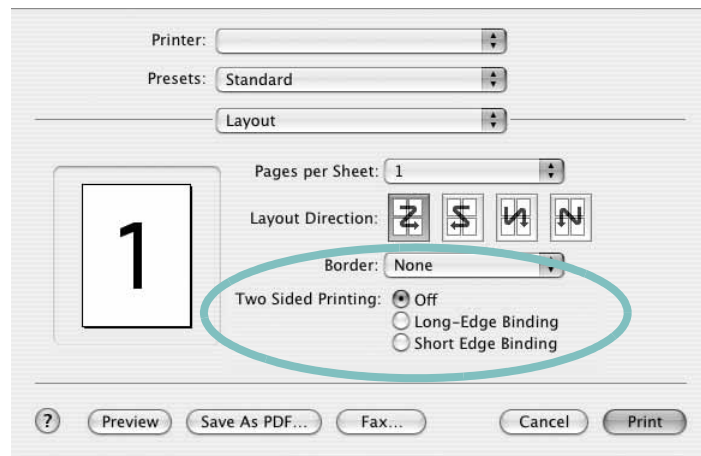 Printer:
Presets: Standard
Layout
Pages per Sheet: 1
Layout Direction:
1
Border: None
Two Sided Printing: Off
Long-Edge Binding
Short Edge Binding
? Preview Save As PDF... Fax... Cancel Print